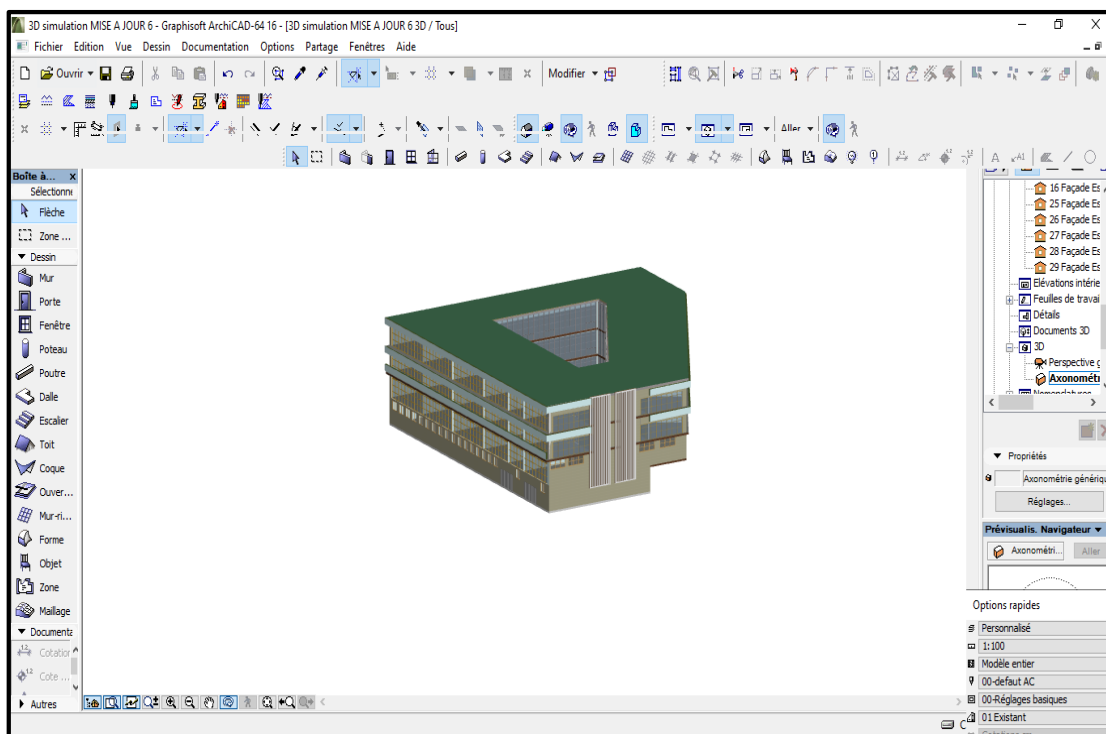 3D simulation MISE A JOUR 6 - Graphisoft ArchiCAD-64 16 - [3D simulation MISE A JOUR 6 3D / Tous]
Fichier Edition Vue Dessin Documentation Options Partage Fenêtres Aide
Ouvrir
Modifier
Aller
Boîte à...
Sélectionne
Flèche
Zone ...
Dessin
Mur
Porte
Fenêtre
Poteau
Poutre
Dalle
Escalier
Toit
Coque
Ouver...
Mur-ri...
Forme
Objet
Zone
Maillage
Documenta
Cotation
Cote ...
Autres
16 Façade Es
25 Façade Es
26 Façade Es
27 Façade Es
28 Façade Es
29 Façade Es
Elévations intérie
Feuilles de travai
Détails
Documents 3D
3D
Perspective g
Axonométr
Nomenclatures
Propriétés
Axonométrie génériqu
Réglages...
Prévisualis. Navigateur
Axonométri...
Aller
Options rapides
Personnalisé
1:100
Modèle entier
00-defaut AC
00-Réglages basiques
01 Existant